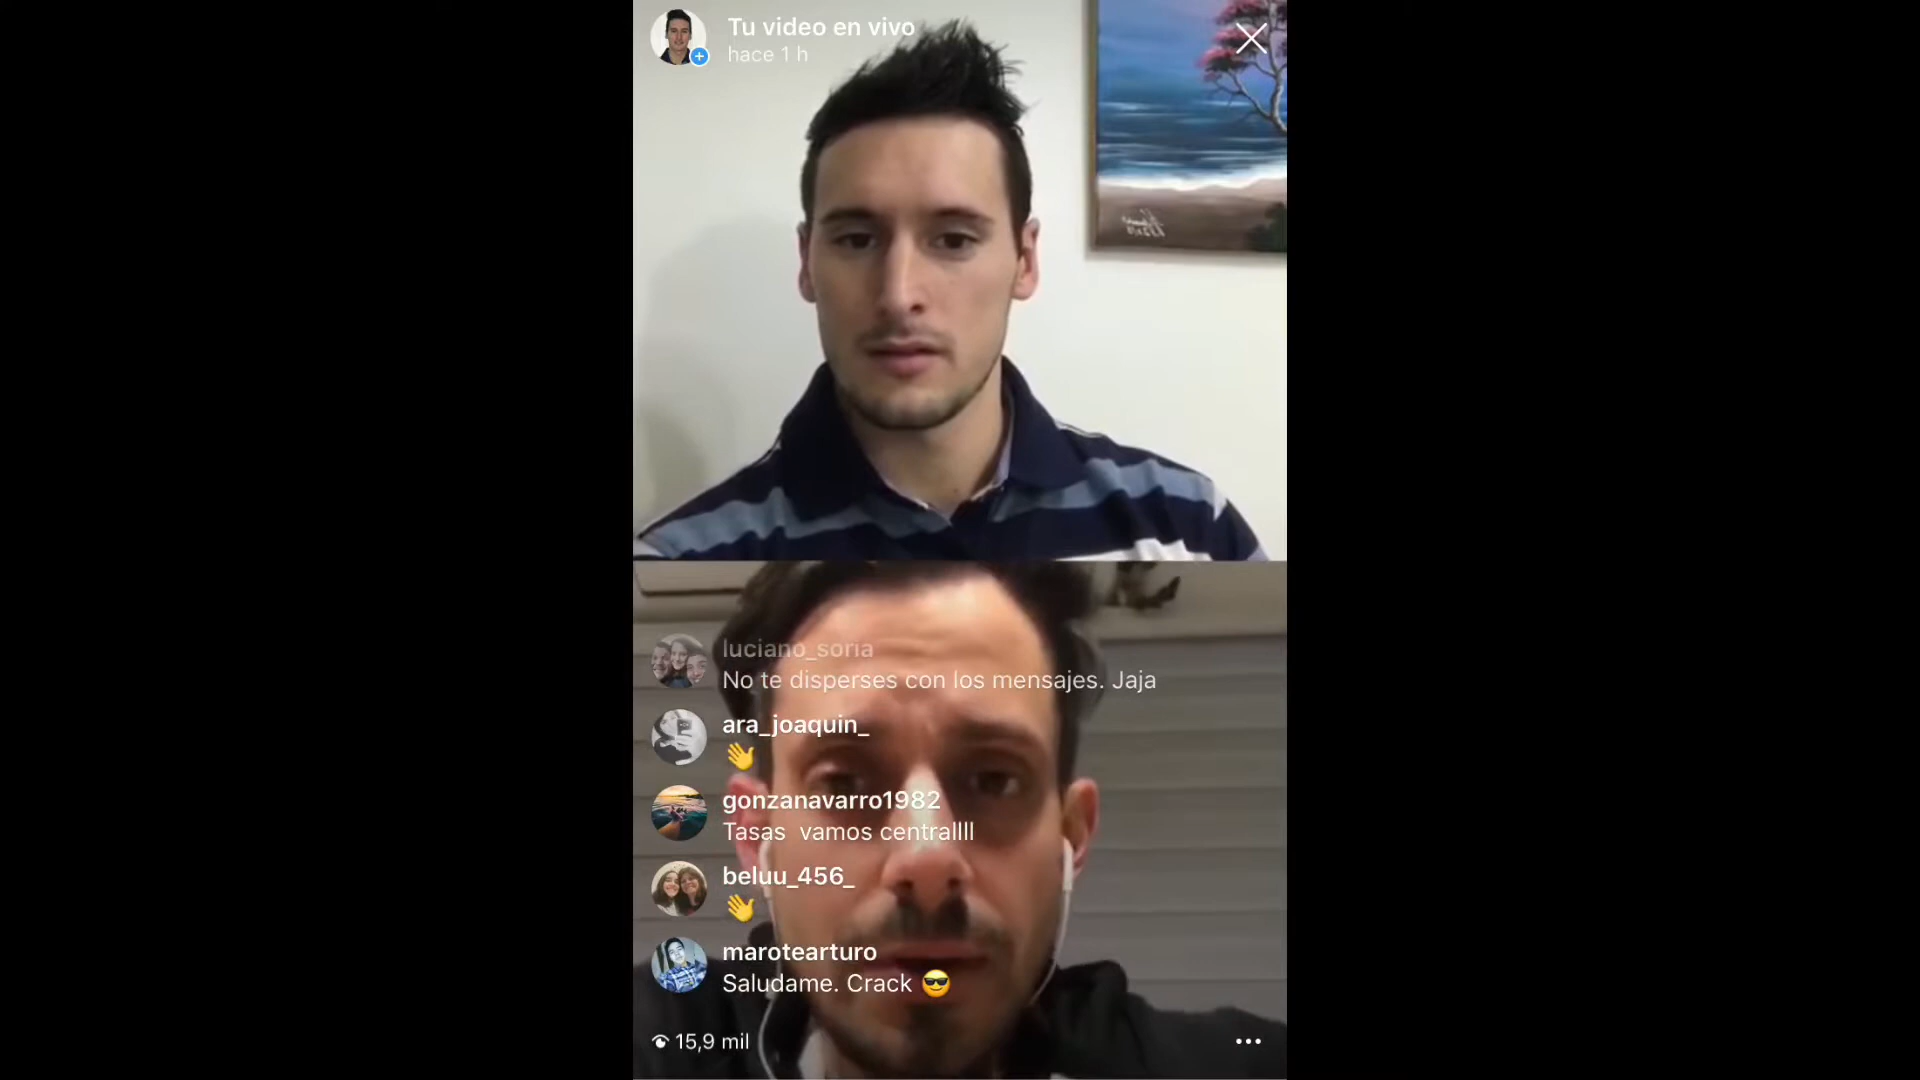 Tu video en vivo
hace 1 h
luciano_soria
No te disperses con los mensajes. Jaja
ara_joaquin_
👋
gonzanavarro1982
Tasas vamos centrallll
beluu_456_
👋
marotearturo
Saludame. Crack 😎
15,9 mil